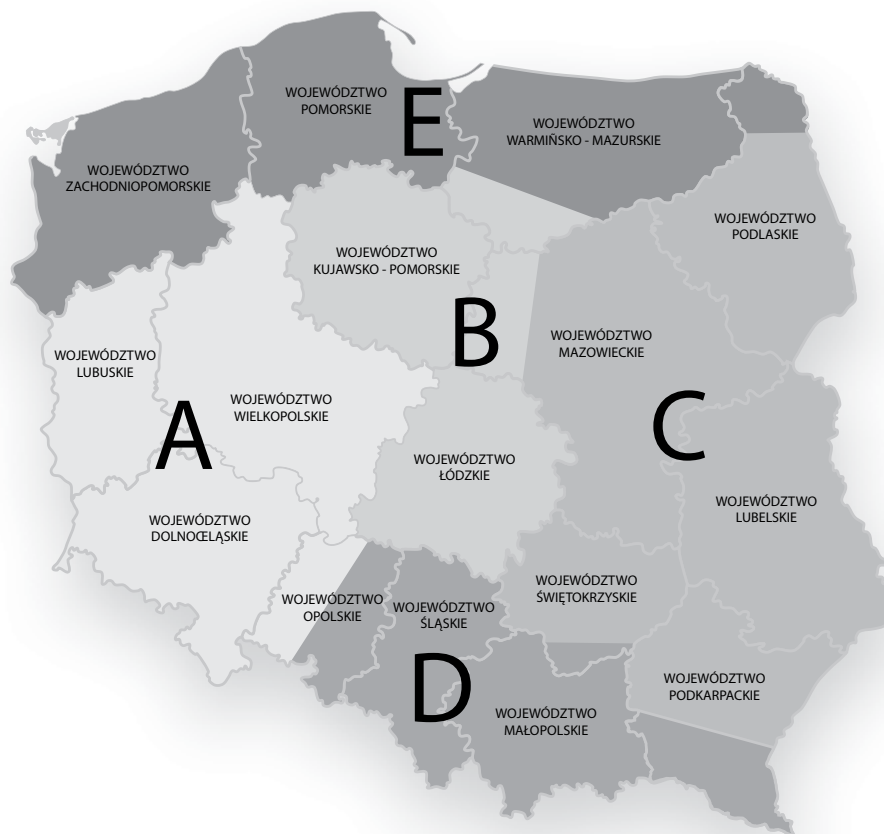 WOJEWÓDZTWO
POMORSKIE
E
WOJEWÓDZTWO
WARMIŃSKO - MAZURSKIE
WOJEWÓDZTWO
ZACHODNIOPOMORSKIE
WOJEWÓDZTWO
PODLASKIE
WOJEWÓDZTWO
KUJAWSKO - POMORSKIE
B
WOJEWÓDZTWO
MAZOWIECKIE
WOJEWÓDZTWO
LUBUSKIE
WOJEWÓDZTWO
WIELKOPOLSKIE
A
C
WOJEWÓDZTWO
ŁÓDZKIE
WOJEWÓDZTWO
LUBELSKIE
WOJEWÓDZTWO
DOLNOŒLĄSKIE
WOJEWÓDZTWO
ŚWIĘTOKRZYSKIE
WOJEWÓDZTWO
OPOLSKIE
WOJEWÓDZTWO
ŚLĄSKIE
D
WOJEWÓDZTWO
PODKARPACKIE
WOJEWÓDZTWO
MAŁOPOLSKIE